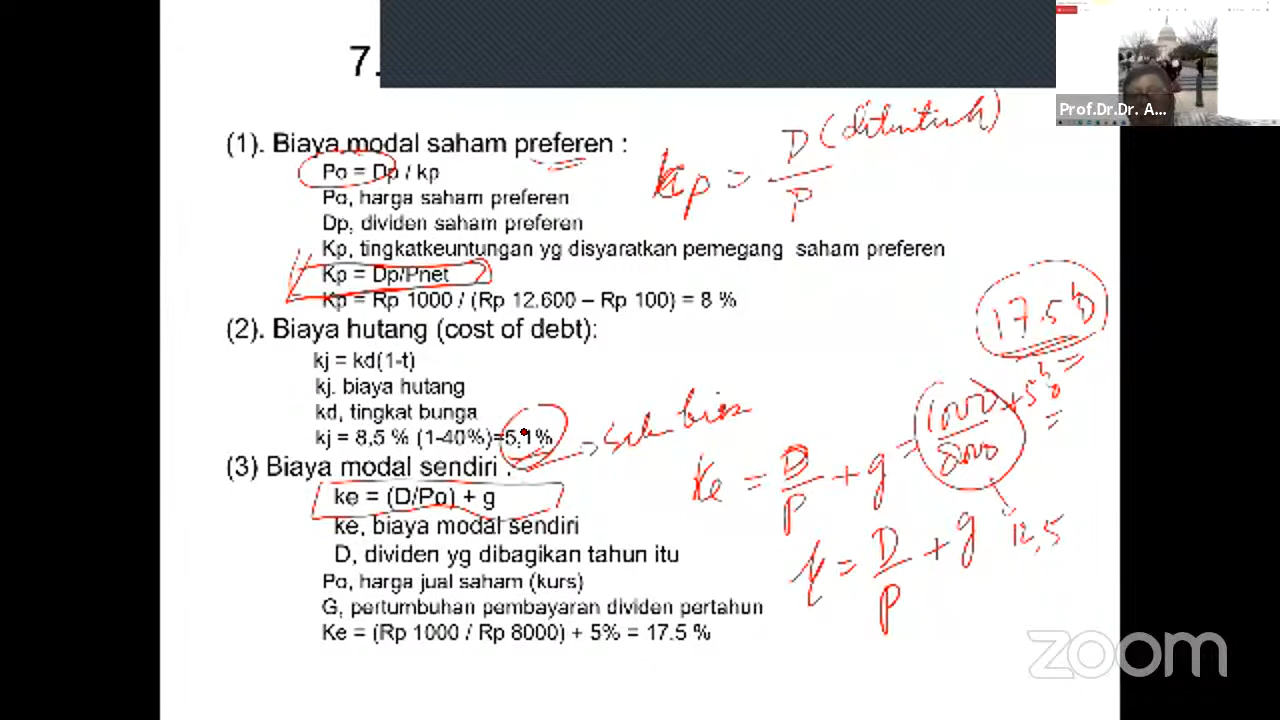 7.
Prof.Dr.Dr. A...
(1). Biaya modal saham preferen :
Po = Dp / kp
Po, harga saham preferen
Dp, dividen saham preferen
Kp, tingkatkeuntungan yg disyaratkan pemegang saham preferen
Kp = Dp/Pnet
Kp = Rp 1000 / (Rp 12.600 – Rp 100) = 8 %
kp = D
P
(2). Biaya hutang (cost of debt):
kj = kd(1-t)
kj. biaya hutang
kd, tingkat bunga
kj = 8,5 % (1-40%)=5,1%
(3) Biaya modal sendiri :
ke = (D/Po) + g
ke, biaya modal sendiri
D, dividen yg dibagikan tahun itu
Po, harga jual saham (kurs)
G, pertumbuhan pembayaran dividen pertahun
Ke = (Rp 1000 / Rp 8000) + 5% = 17.5 %
17.5%
Ke = D/P + g = 1000/8000 + 5%
= D/P + g
12,5
zoom